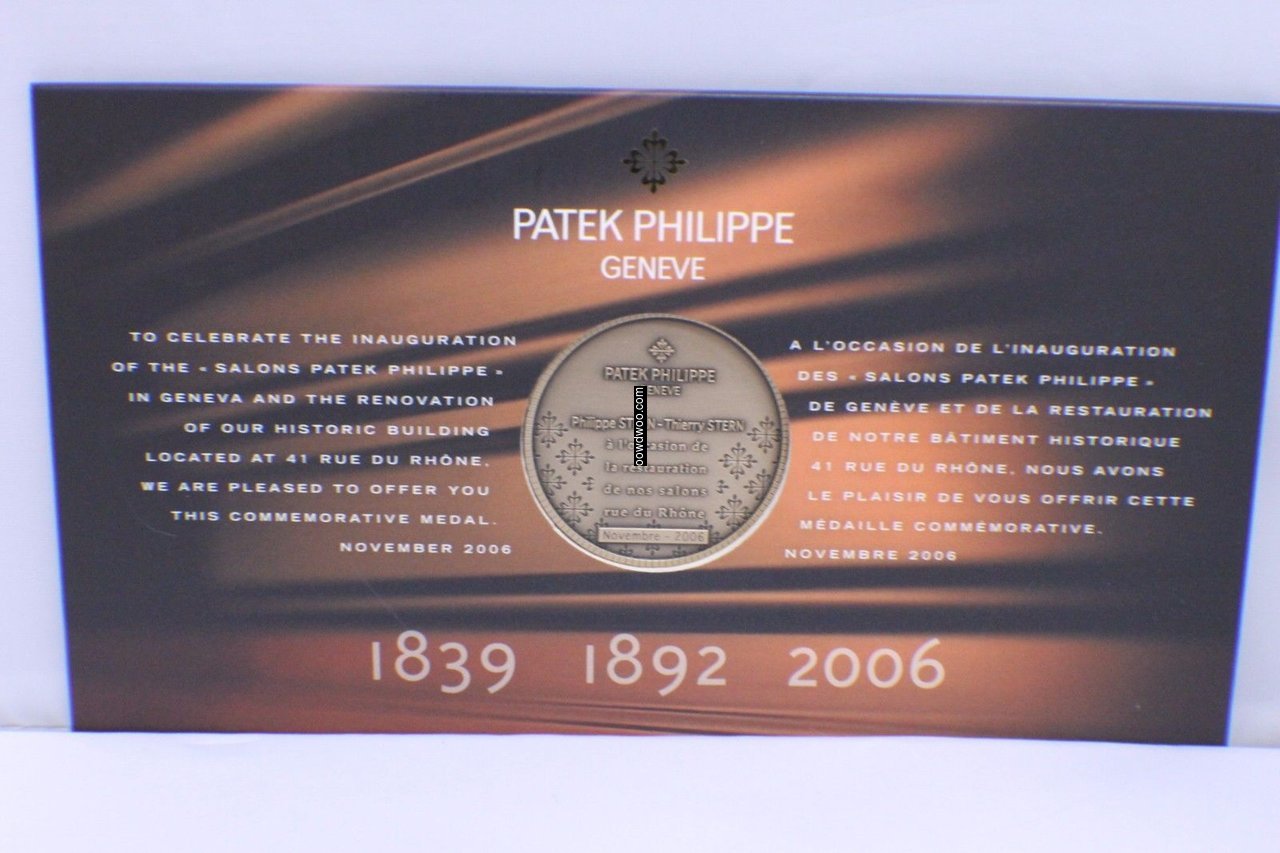 PATEK PHILIPPE
GENEVE
TO CELEBRATE THE INAUGURATION
OF THE « SALONS PATEK PHILIPPE »
IN GENEVA AND THE RENOVATION
OF OUR HISTORIC BUILDING
LOCATED AT 41 RUE DU RHÔNE,
WE ARE PLEASED TO OFFER YOU
THIS COMMEMORATIVE MEDAL.
NOVEMBER 2006
PATEK PHILIPPE
GENEVE
Philippe STERN - Thierry STERN
à l'occasion de
la restauration
de nos salons
rue du Rhône
Novembre - 2006
oowdwoo.com
A L'OCCASION DE L'INAUGURATION
DES « SALONS PATEK PHILIPPE »
DE GENÈVE ET DE LA RESTAURATION
DE NOTRE BÂTIMENT HISTORIQUE
41 RUE DU RHÔNE, NOUS AVONS
LE PLAISIR DE VOUS OFFRIR CETTE
MÉDAILLE COMMÉMORATIVE.
NOVEMBRE 2006
1839 1892 2006